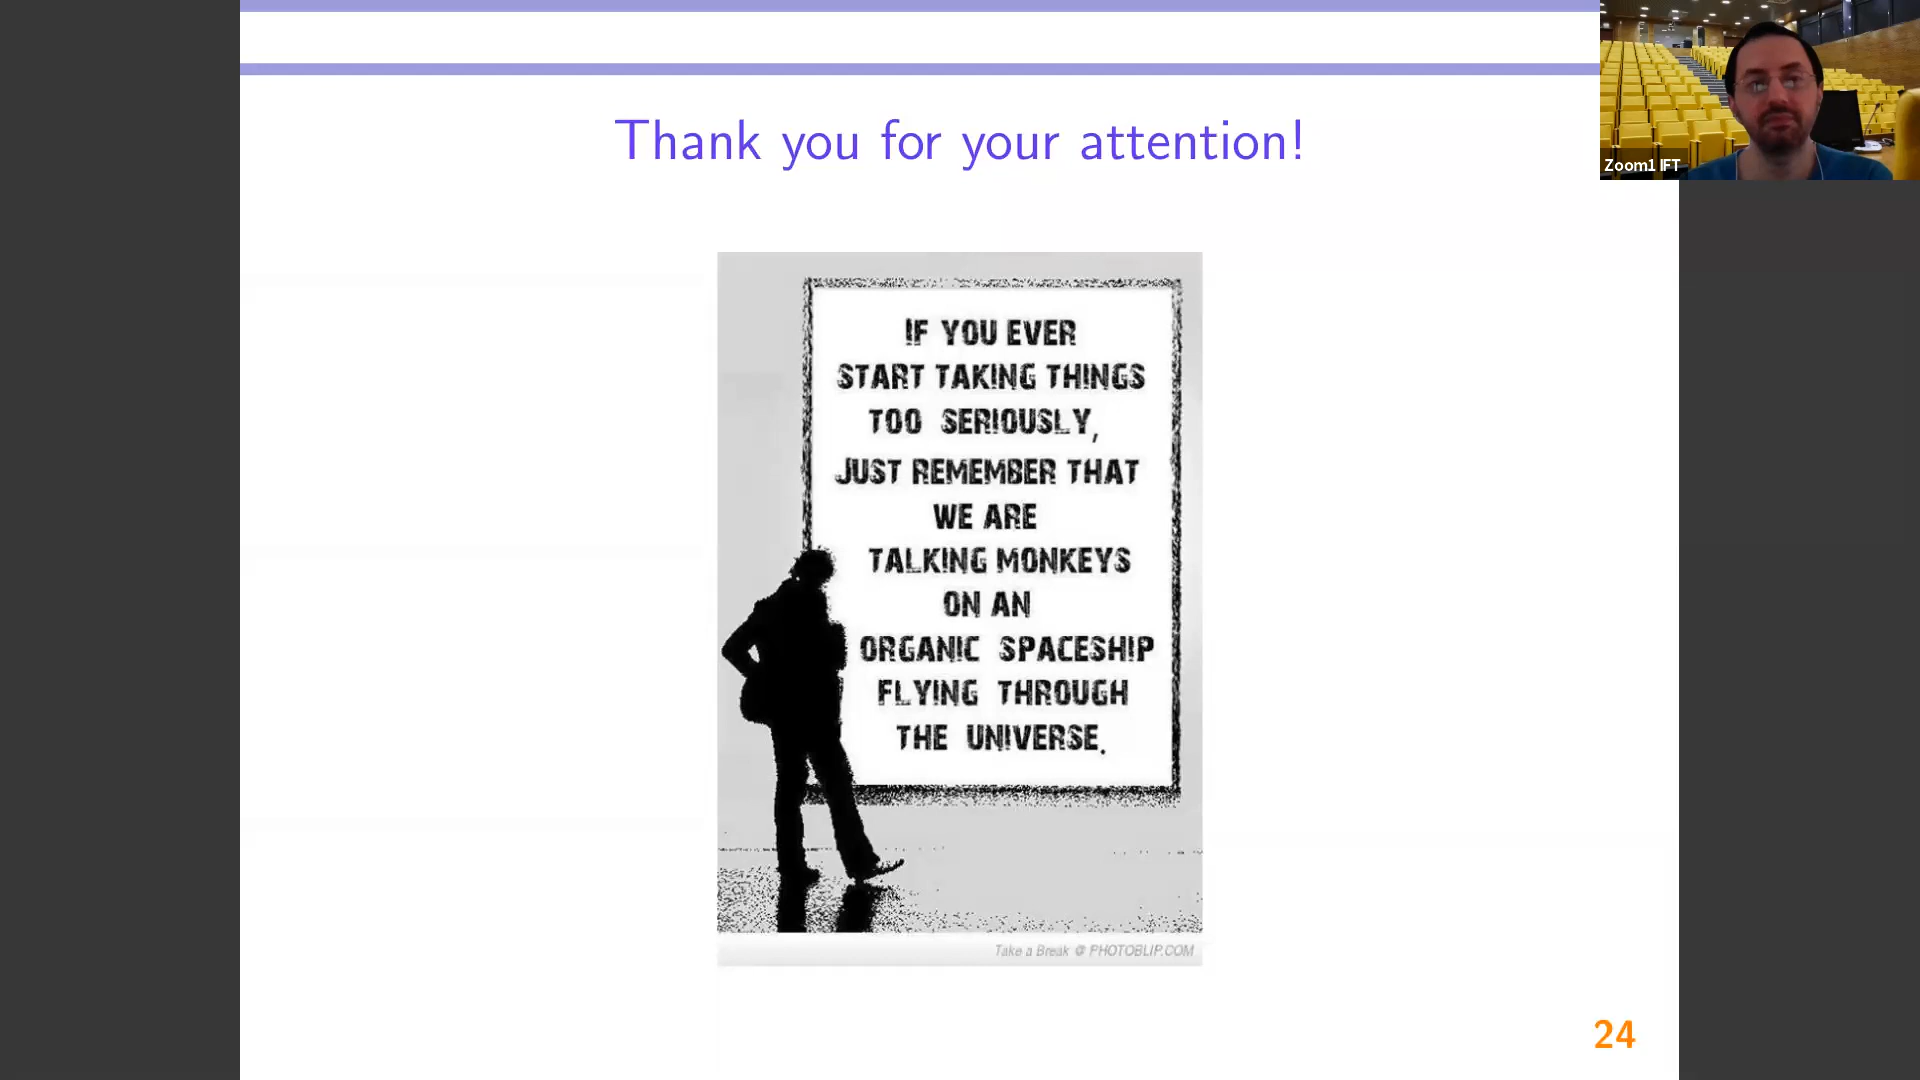 Thank you for your attention!
Zoom1 IFT
IF YOU EVER
START TAKING THINGS
TOO SERIOUSLY,
JUST REMEMBER THAT
WE ARE
TALKING MONKEYS
ON AN
ORGANIC SPACESHIP
FLYING THROUGH
THE UNIVERSE.
Take a Break @ PHOTOBLIP.COM
24